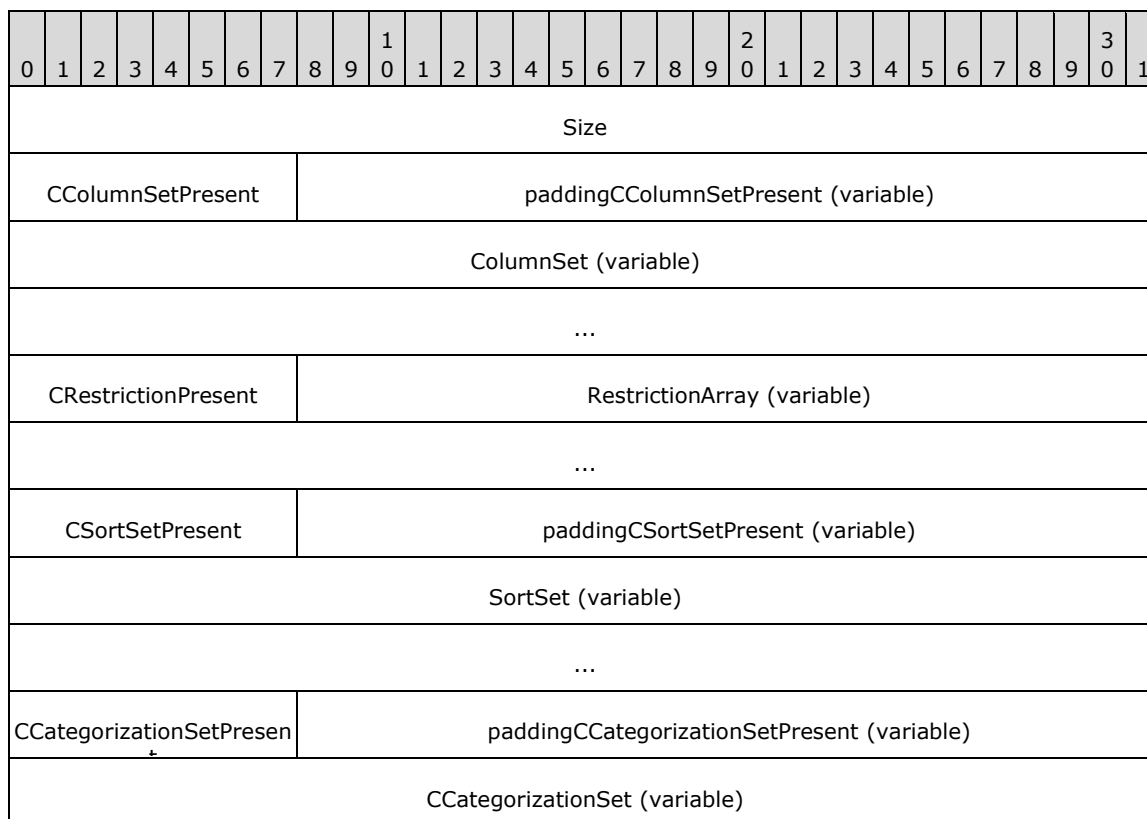 1 2 3
0 1 2 3 4 5 6 7 8 9 0 1 2 3 4 5 6 7 8 9 0 1 2 3 4 5 6 7 8 9 0 1
Size
CColumnSetPresent paddingCColumnSetPresent (variable)
ColumnSet (variable)
...
CRestrictionPresent RestrictionArray (variable)
...
CSortSetPresent paddingCSortSetPresent (variable)
SortSet (variable)
...
CCategorizationSetPresen paddingCCategorizationSetPresent (variable)
t
CCategorizationSet (variable)